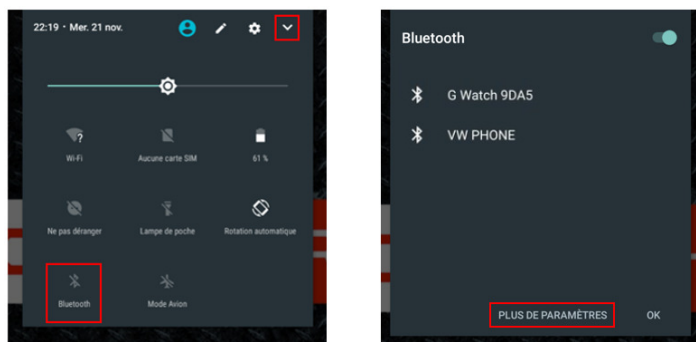 22:19 • Mer. 21 nov.
?
Wi-Fi
Aucune carte SIM
61 %
Ne pas déranger
Lampe de poche
Rotation automatique
Bluetooth
Mode Avion
Bluetooth
G Watch 9DA5
VW PHONE
PLUS DE PARAMÈTRES
OK